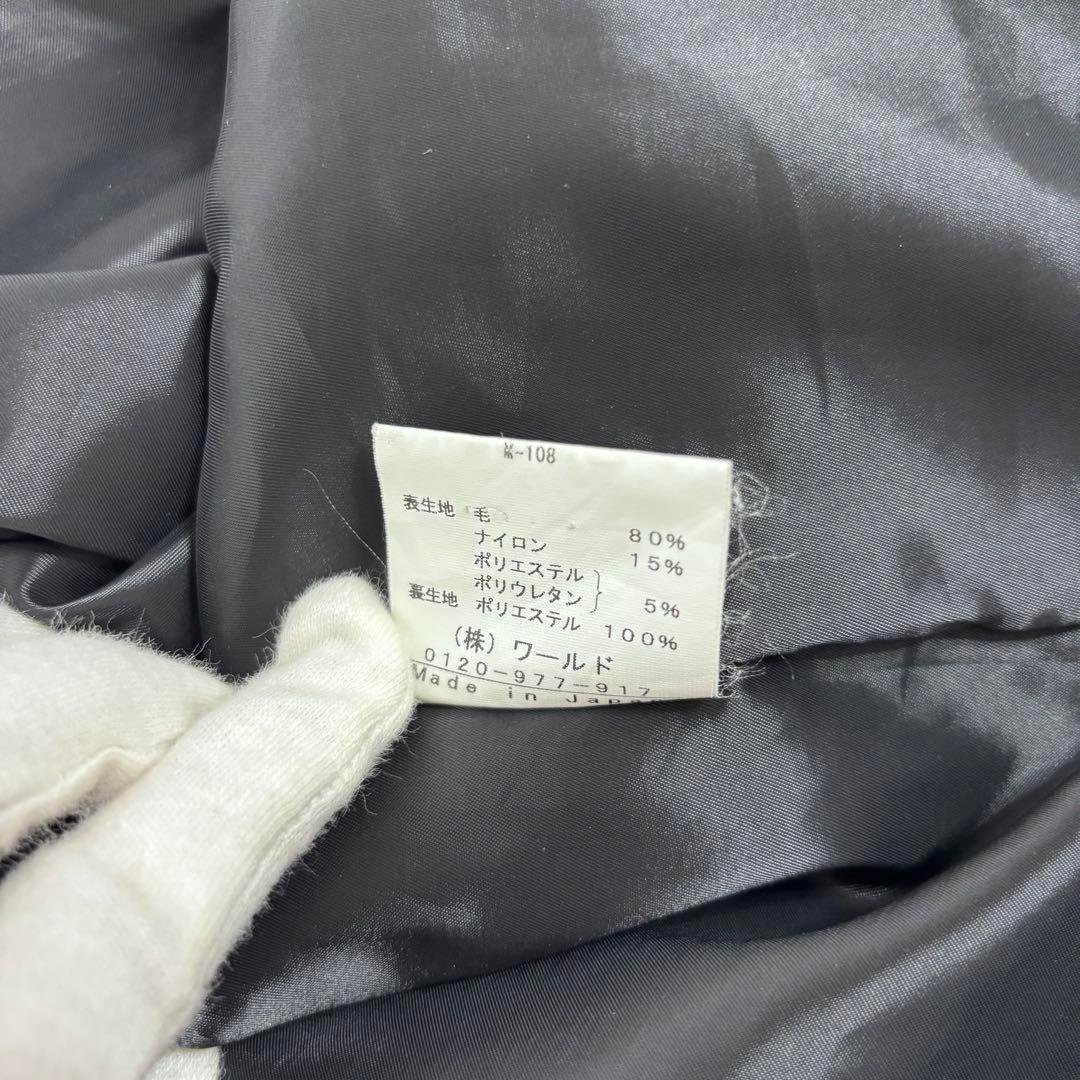 -108
表生地 毛 80%
ナイロン 15%
ポリエステル}
ポリウレタン} 5%
裏生地 ポリエステル 100%
(株)ワールド
0120-977-917
Made in Japan